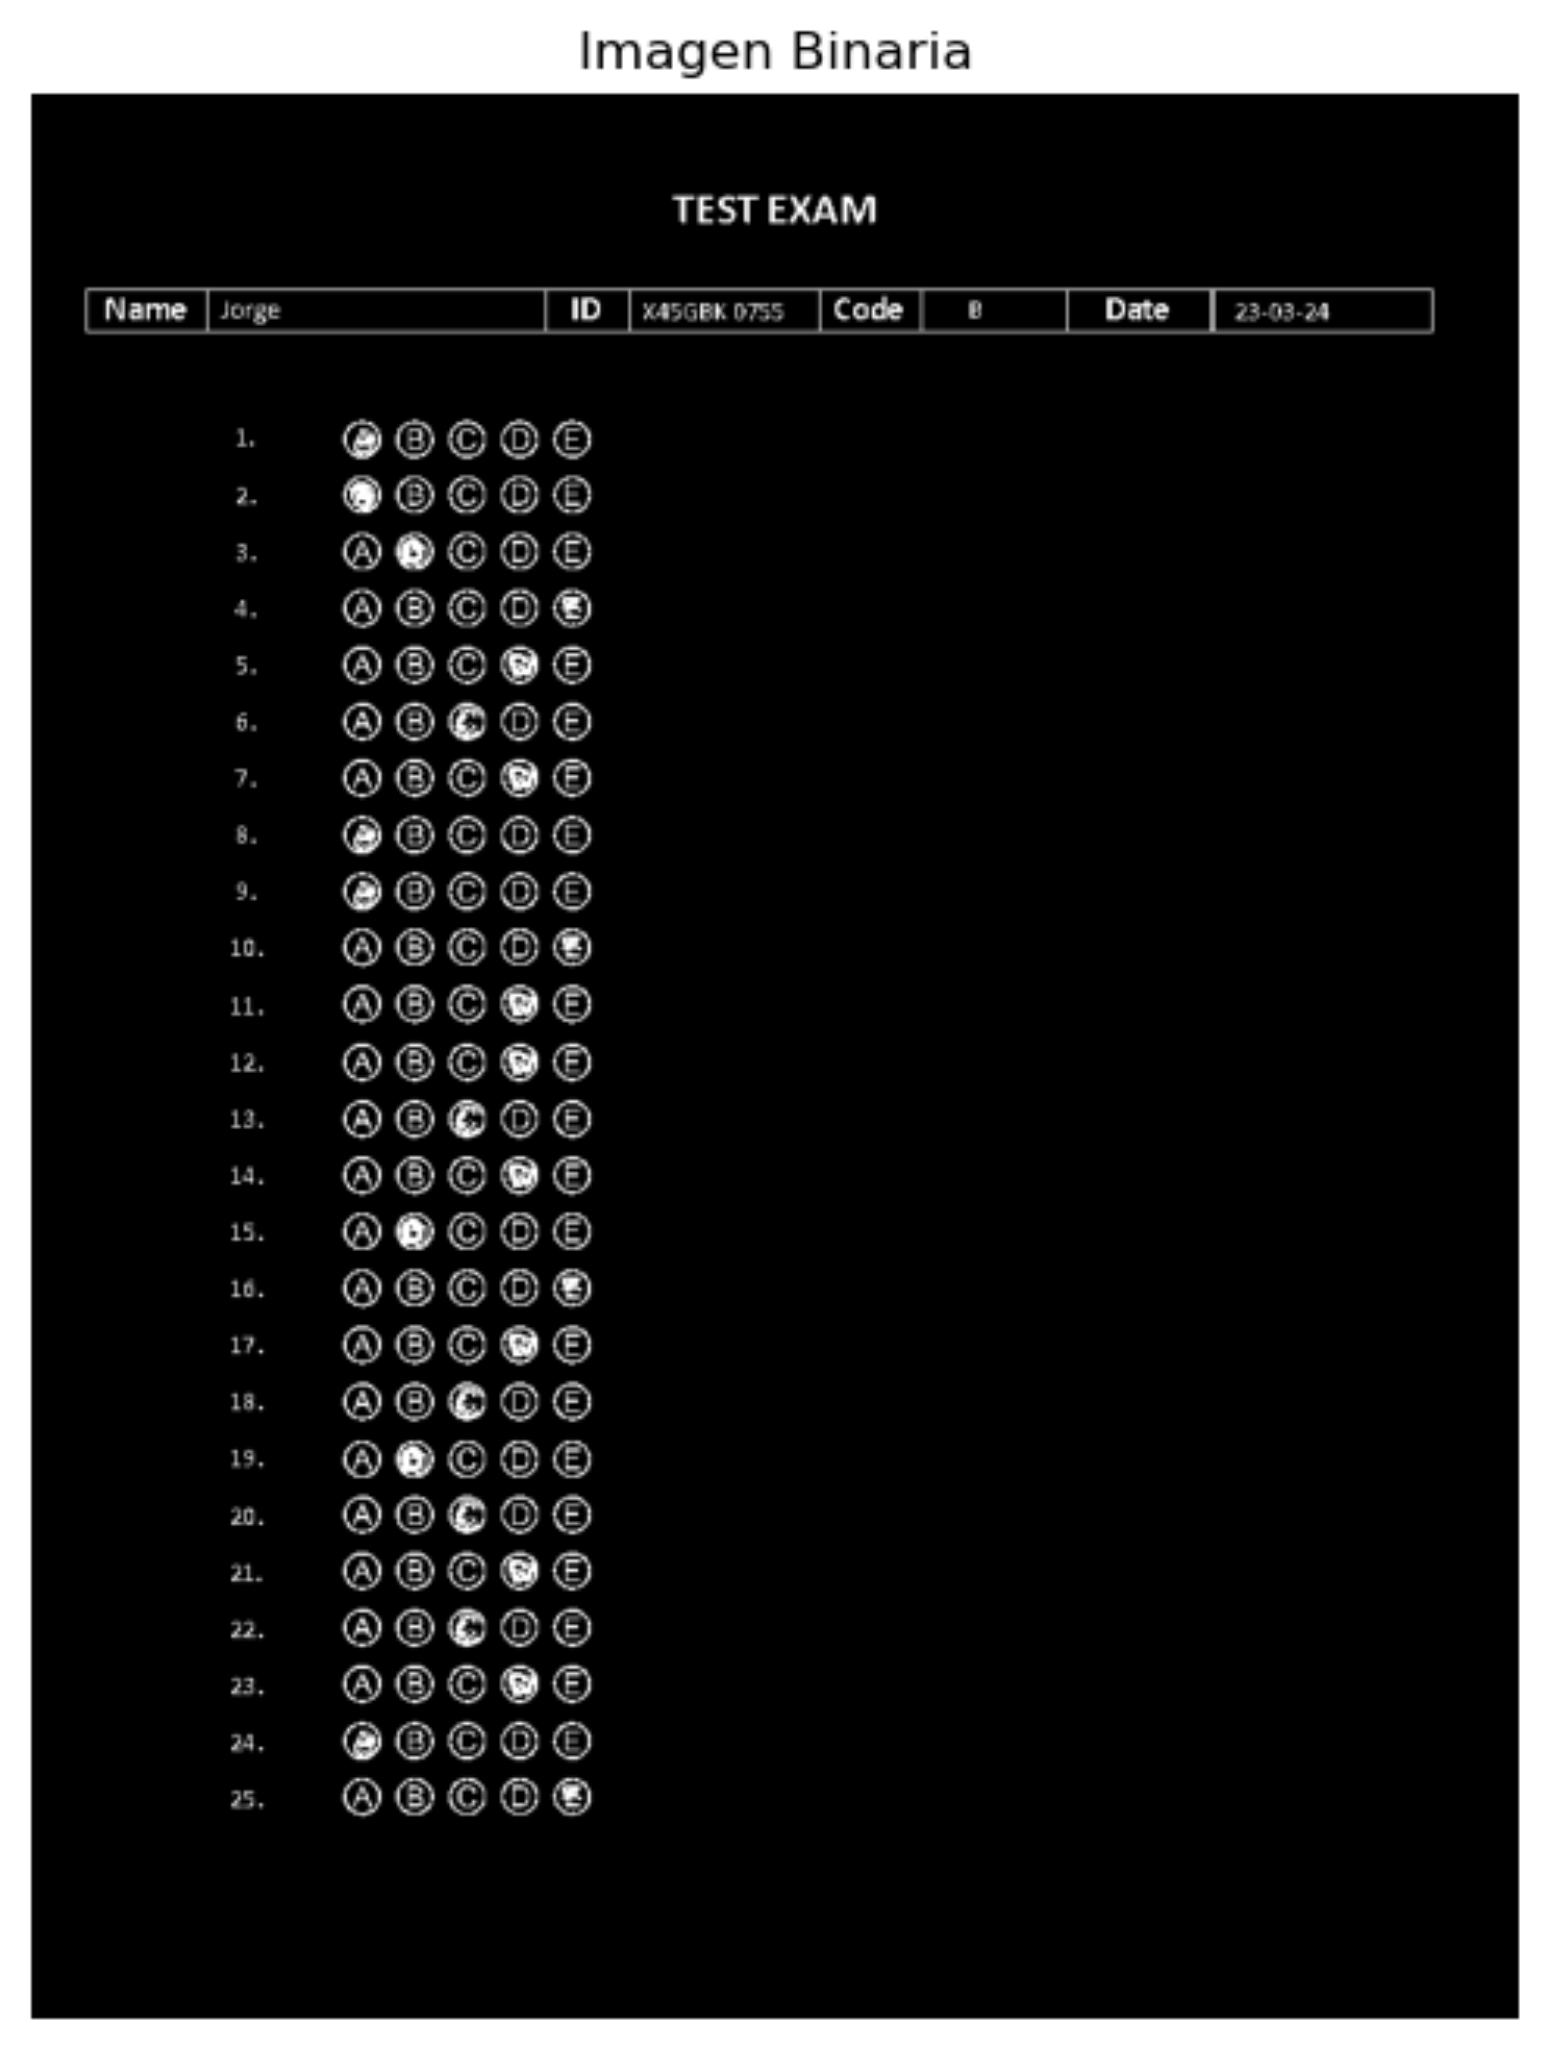 Imagen Binaria
TEST EXAM
Name Jorge ID X45GBK 0755 Code B Date 23-03-24
1. B C D E
2. B C D E
3. A C D E
4. A B C D
5. A B C E
6. A B D E
7. A B C E
8. B C D E
9. B C D E
10. A B C D
11. A B C E
12. A B C E
13. A B D E
14. A B C E
15. A C D E
16. A B C D
17. A B C E
18. A B D E
19. A C D E
20. A B D E
21. A B C E
22. A B D E
23. A B C E
24. B C D E
25. A B C D